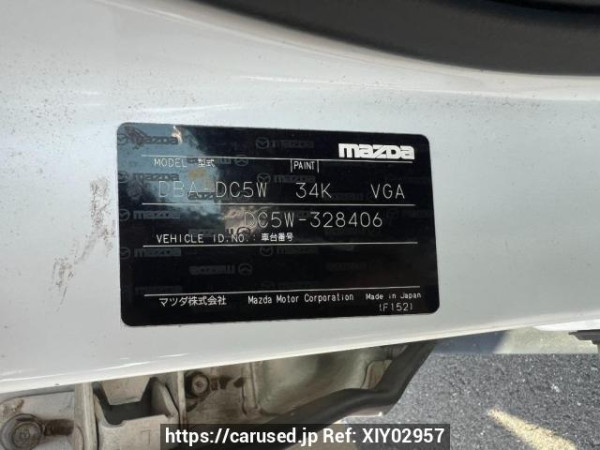 mazda
MODEL 型式 PAINT
DBA-DC5W 34K VGA
DC5W-328406
VEHICLE ID.NO.: 車台番号
マツダ株式会社 Mazda Motor Corporation Made in Japan
(F152)
https://carused.jp Ref: XIY02957